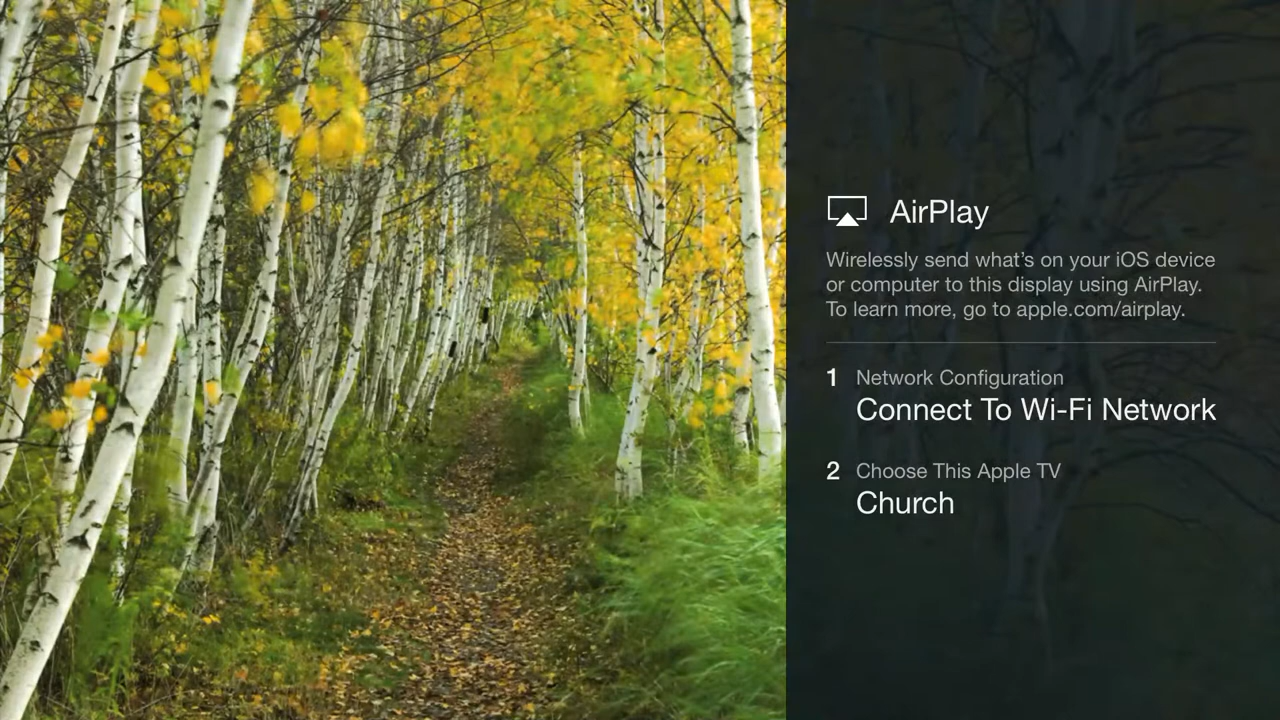 AirPlay
Wirelessly send what’s on your iOS device
or computer to this display using AirPlay.
To learn more, go to apple.com/airplay.
1 Network Configuration
Connect To Wi-Fi Network
2 Choose This Apple TV
Church